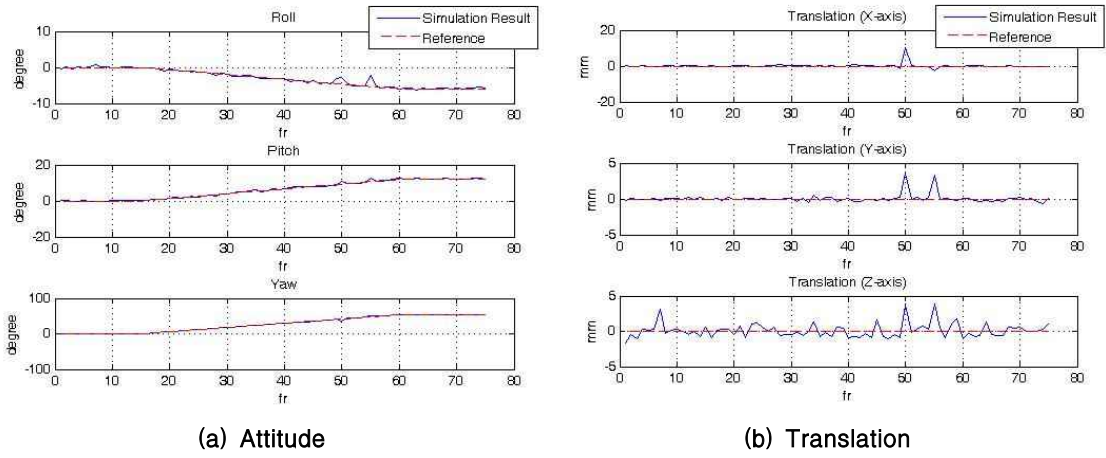 Roll
Simulation Result
Reference
degree
10
0
-10
0 10 20 30 40 50 60 70 80
fr
Pitch
degree
20
0
-20
0 10 20 30 40 50 60 70 80
fr
Yaw
degree
100
0
-100
0 10 20 30 40 50 60 70 80
fr
(a) Attitude
Translation (X-axis)
Simulation Result
Reference
mm
20
0
-20
0 10 20 30 40 50 60 70 80
fr
Translation (Y-axis)
mm
5
0
-5
0 10 20 30 40 50 60 70 80
fr
Translation (Z-axis)
mm
5
0
-5
0 10 20 30 40 50 60 70 80
fr
(b) Translation